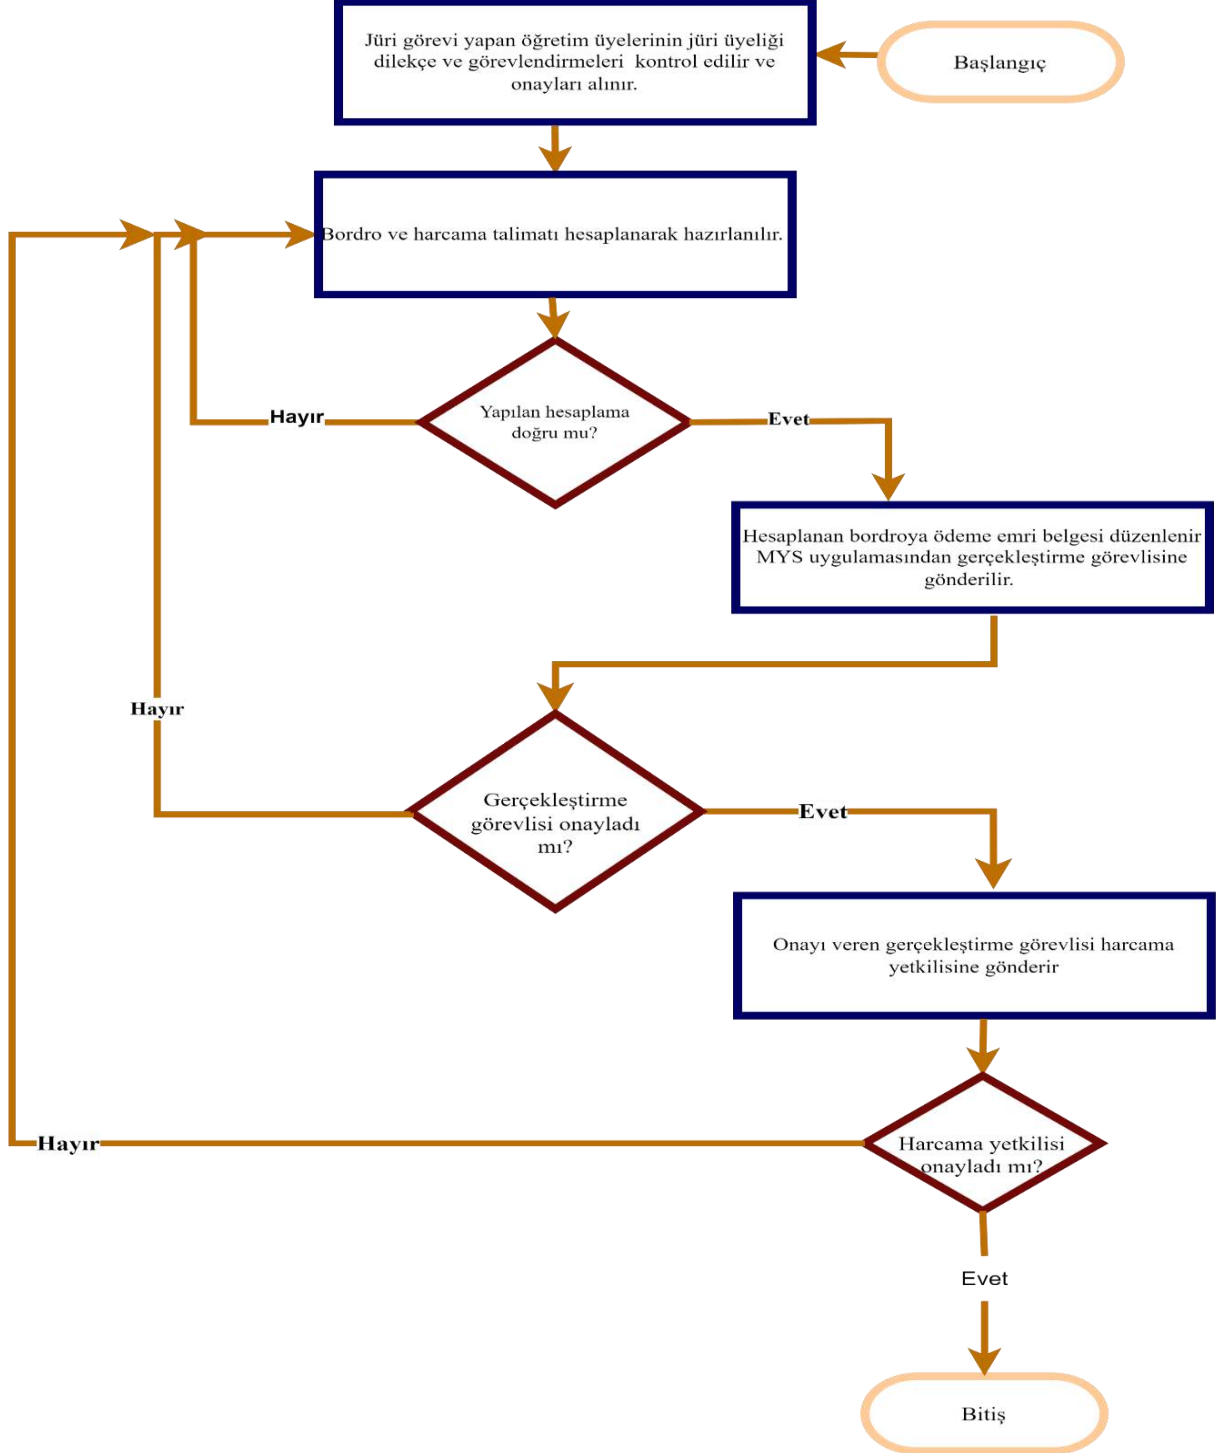 Başlangıç
Jüri görevi yapan öğretim üyelerinin jüri üyeliği
dilekçe ve görevlendirmeleri kontrol edilir ve
onayları alınır.
Bordro ve harcama talimatı hesaplanarak hazırlanılır.
Yapılan hesaplama
doğru mu?
Hayır
Evet
Hesaplanan bordroya ödeme emri belgesi düzenlenir
MYS uygulamasından gerçekleştirme görevlisine
gönderilir.
Gerçekleştirme
görevlisi onayladı
mı?
Hayır
Evet
Onayı veren gerçekleştirme görevlisi harcama
yetkilisine gönderir
Harcama yetkilisi
onayladı mı?
Hayır
Evet
Bitiş